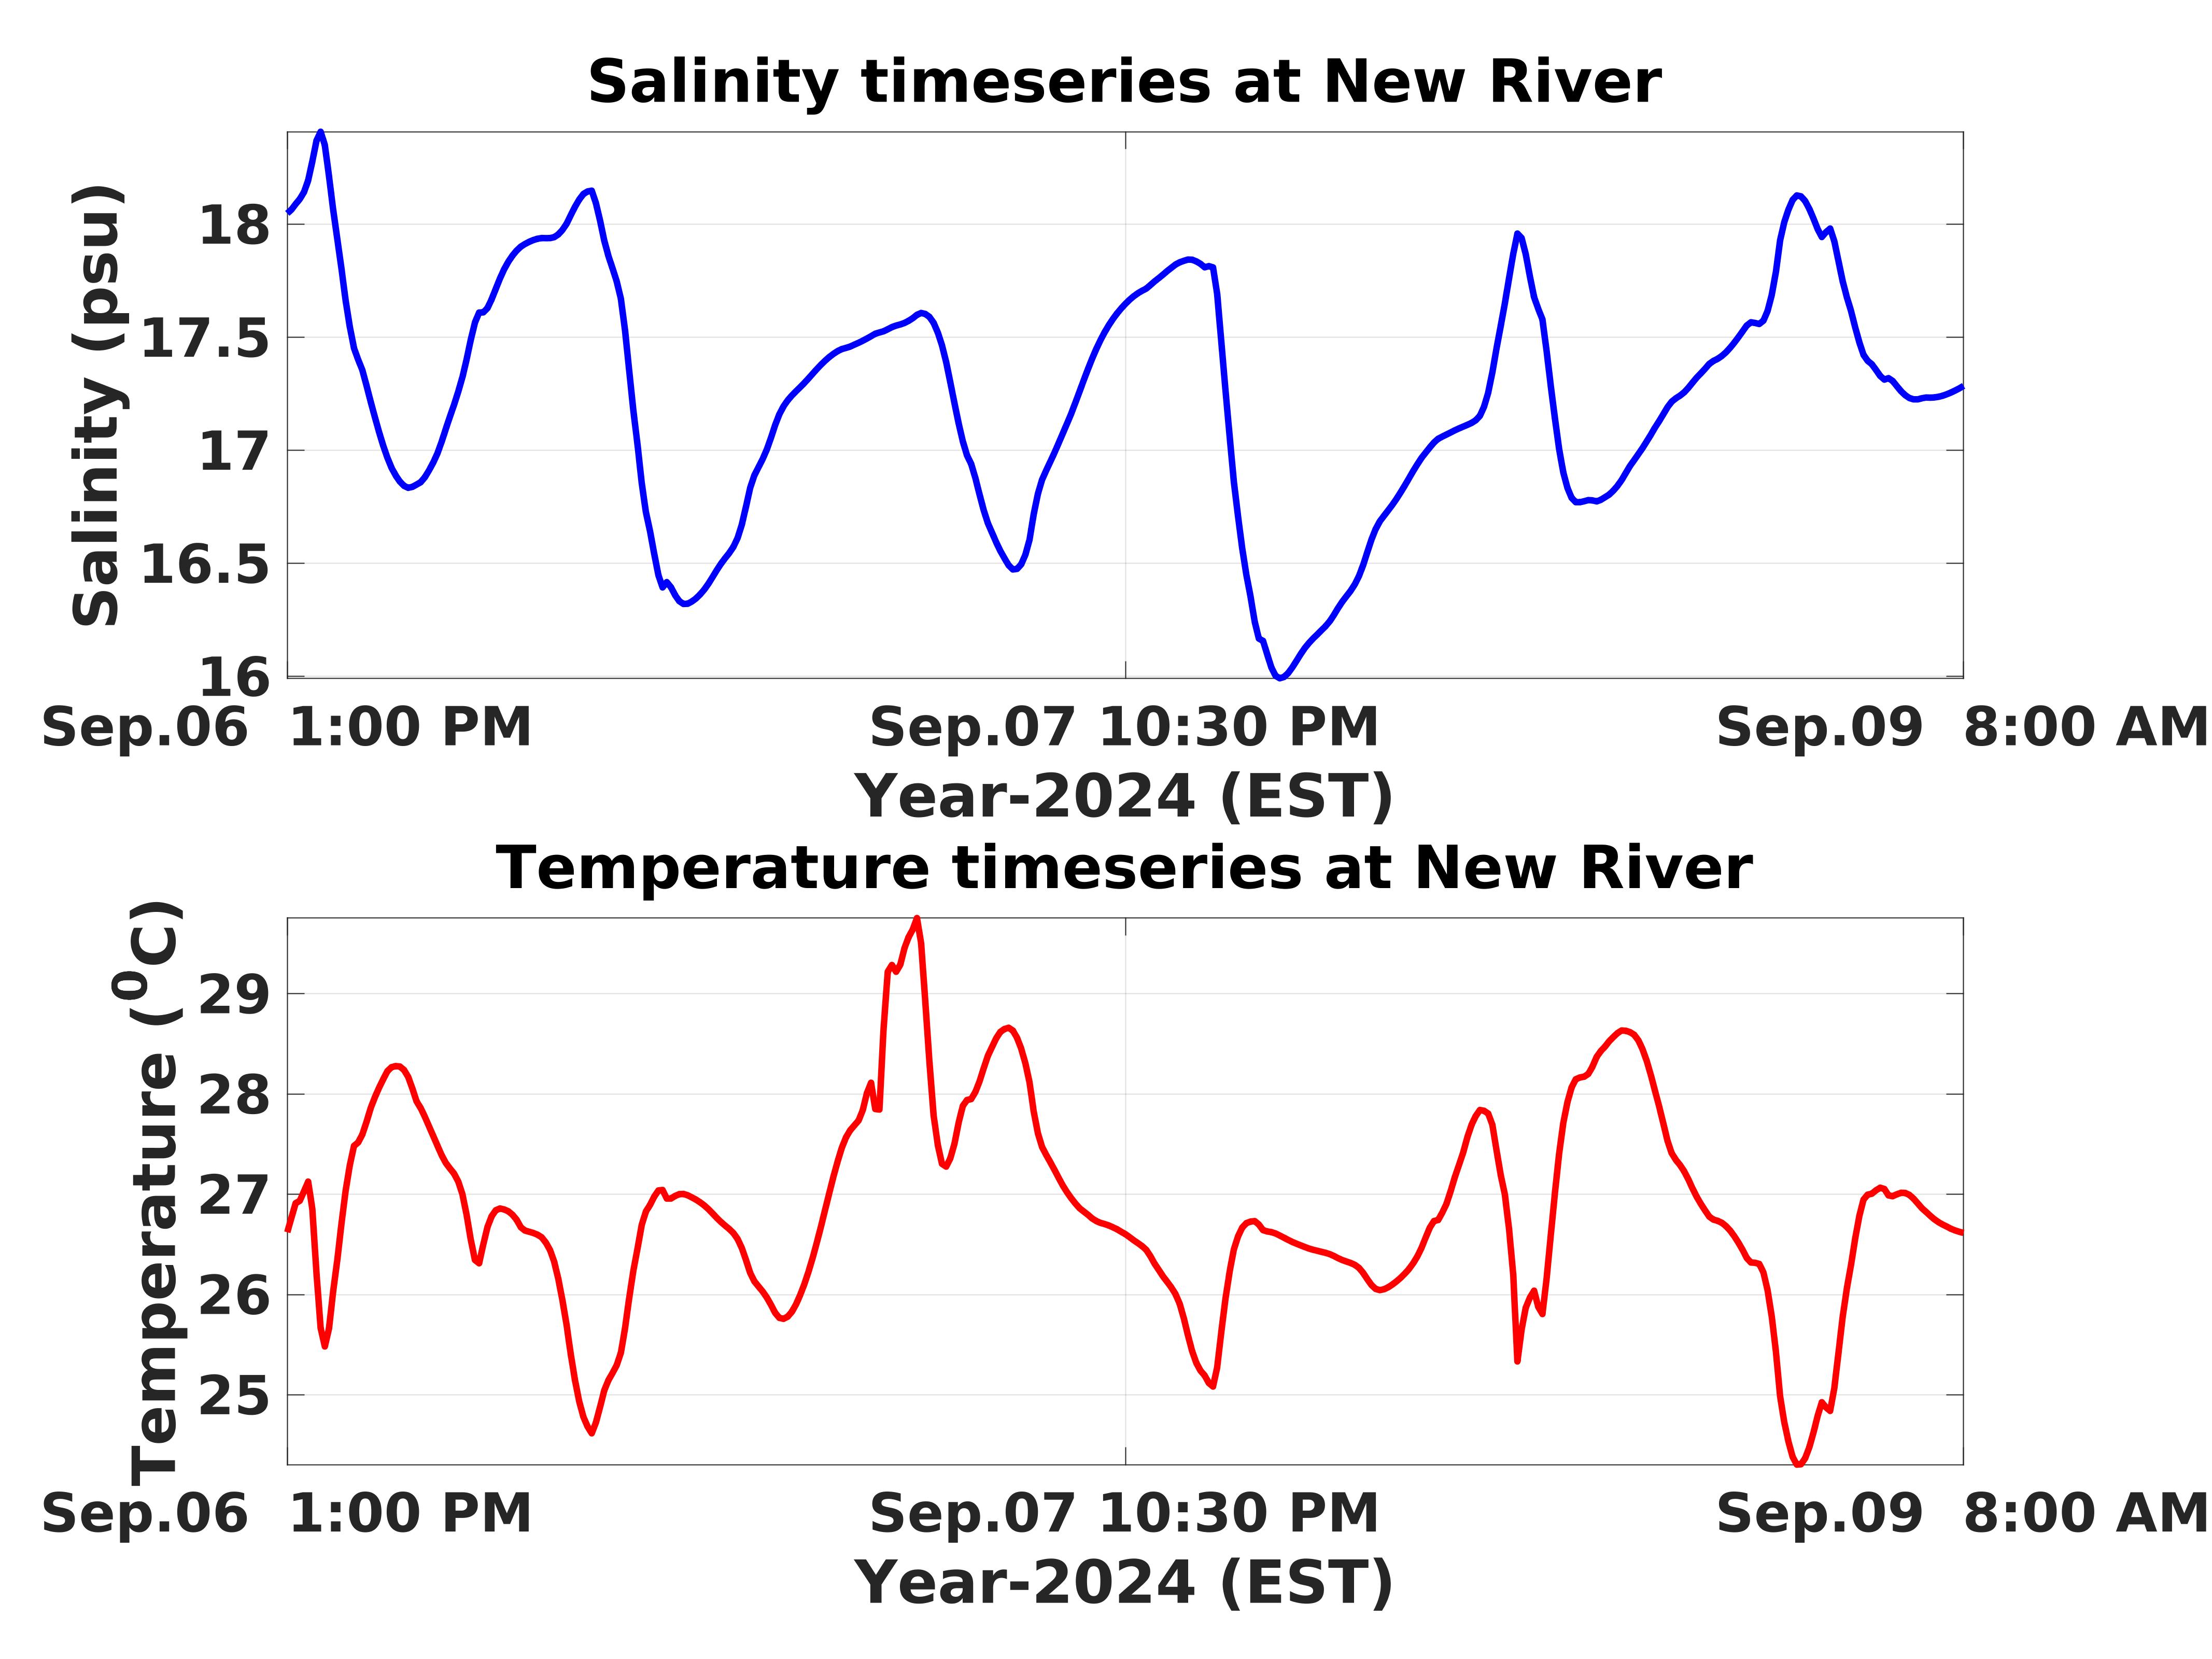 Salinity timeseries at New River
Salinity (psu)
18
17.5
17
16.5
16
Sep.06 1:00 PM Sep.07 10:30 PM Sep.09 8:00 AM
Year-2024 (EST)
Temperature timeseries at New River
Temperature (⁰C)
29
28
27
26
25
Sep.06 1:00 PM Sep.07 10:30 PM Sep.09 8:00 AM
Year-2024 (EST)